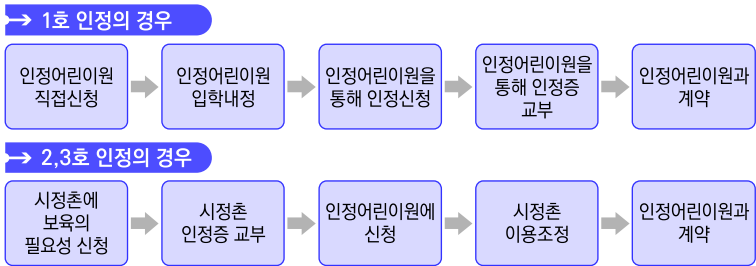 1호 인정의 경우
인정어린이원
직접신청
인정어린이원
입학내정
인정어린이원을
통해 인정신청
인정어린이원을
통해 인정증
교부
인정어린이원과
계약
2,3호 인정의 경우
시정촌에
보육의
필요성 신청
시정촌
인정증 교부
인정어린이원에
신청
시정촌
이용조정
인정어린이원과
계약